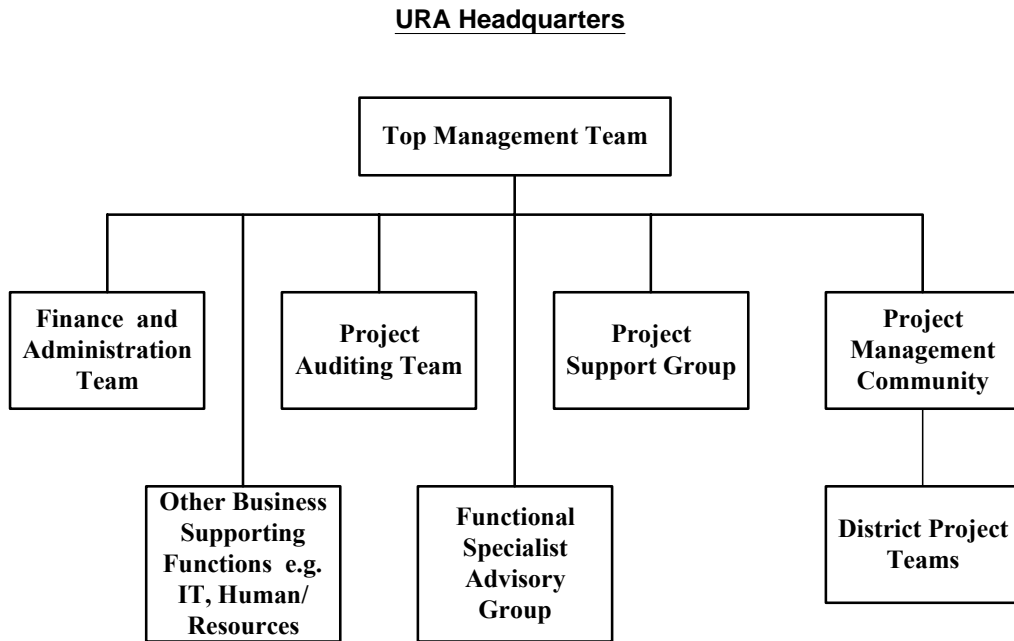 URA Headquarters
Top Management Team
Finance and
Administration
Team
Project
Auditing Team
Project
Support Group
Project
Management
Community
Other Business
Supporting
Functions e.g.
IT, Human/
Resources
Functional
Specialist
Advisory
Group
District Project
Teams